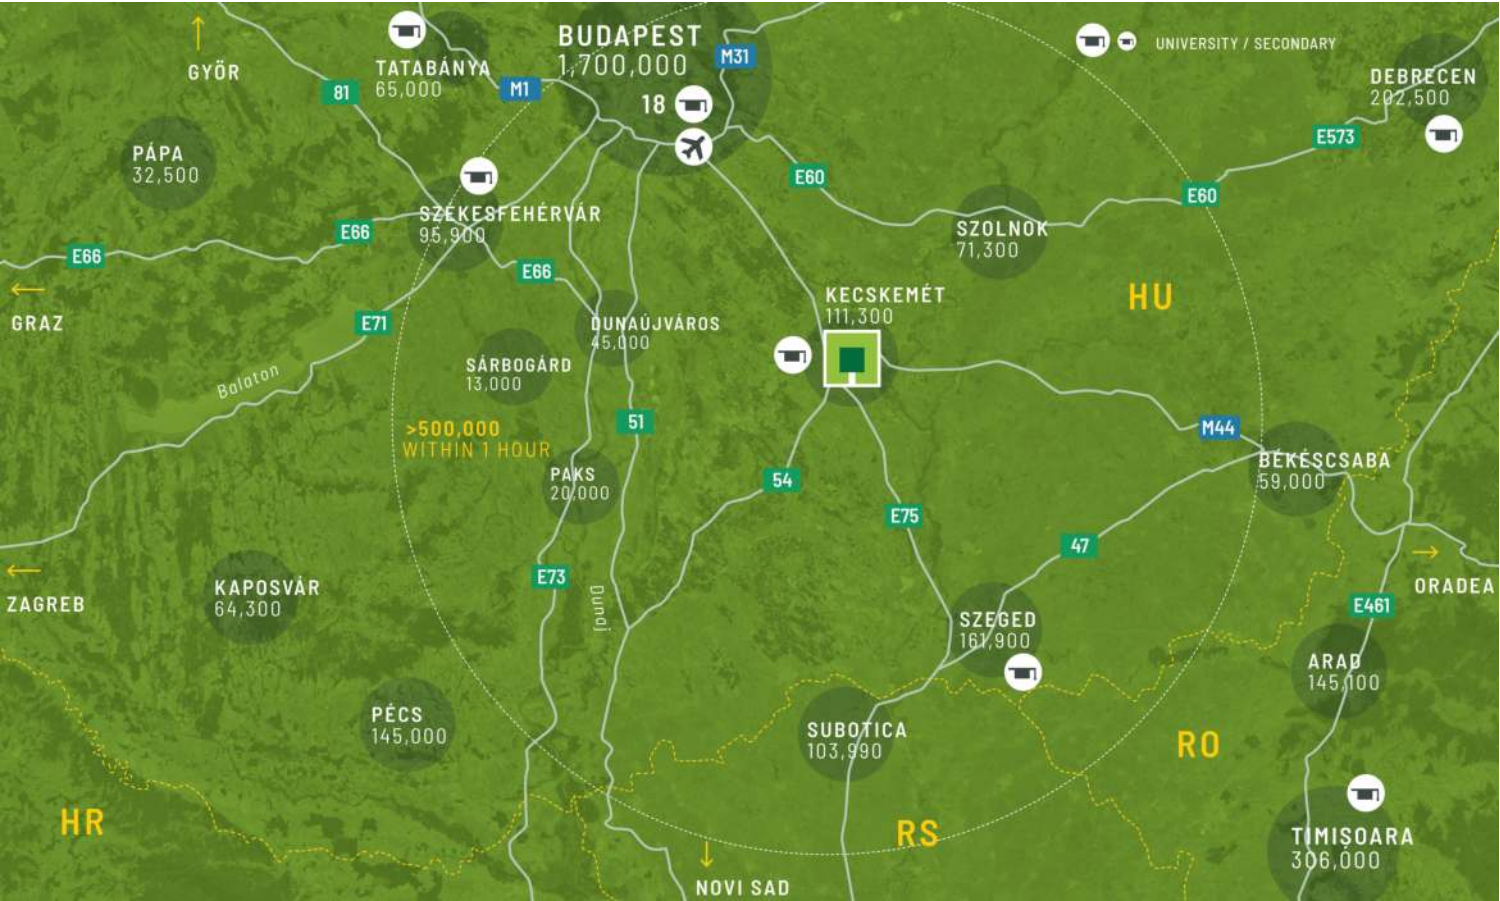 GYŐR
TATABÁNYA
65,000
BUDAPEST
1,700,000
18
M31
UNIVERSITY / SECONDARY
DEBRECEN
202,500
81
M1
E573
PÁPA
32,500
E60
E60
SZÉKESFEHÉRVÁR
95,900
E66
E66
E66
SZOLNOK
71,300
GRAZ
E71
DUNAÚJVÁROS
45,000
KECSKEMÉT
111,300
HU
SÁRBOGÁRD
13,000
Balaton
>500,000
WITHIN 1 HOUR
51
M44
PAKS
20,000
54
BÉKÉSCSABA
59,000
E75
47
ZAGREB
KAPOSVÁR
64,300
E73
Dunaj
ORADEA
E461
SZEGED
161,900
ARAD
145,100
PÉCS
145,000
SUBOTICA
103,990
RO
HR
RS
TIMIȘOARA
306,000
NOVI SAD